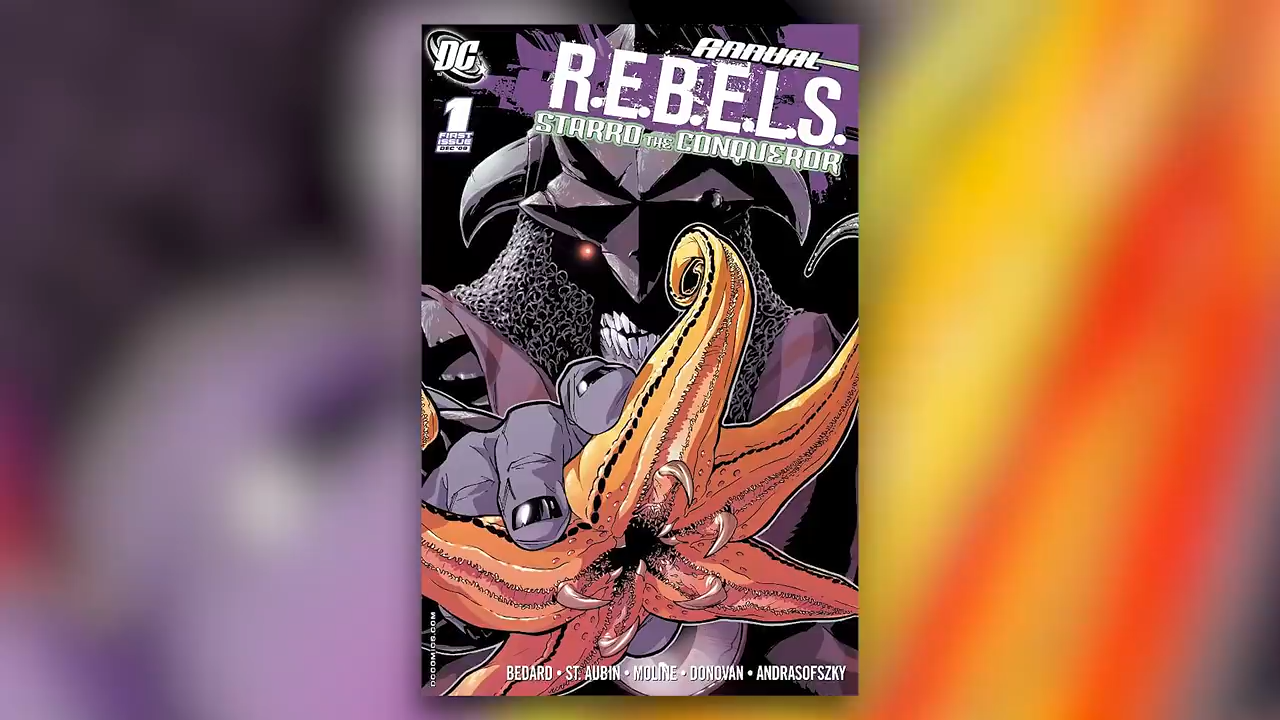 DC
ANNUAL
R.E.B.E.L.S.
STARRO THE CONQUEROR
1
FIRST
ISSUE
DEC '09
DCCOMICS.COM
BEDARD • ST. AUBIN • MOLINE • DONOVAN • ANDRASOFSZKY